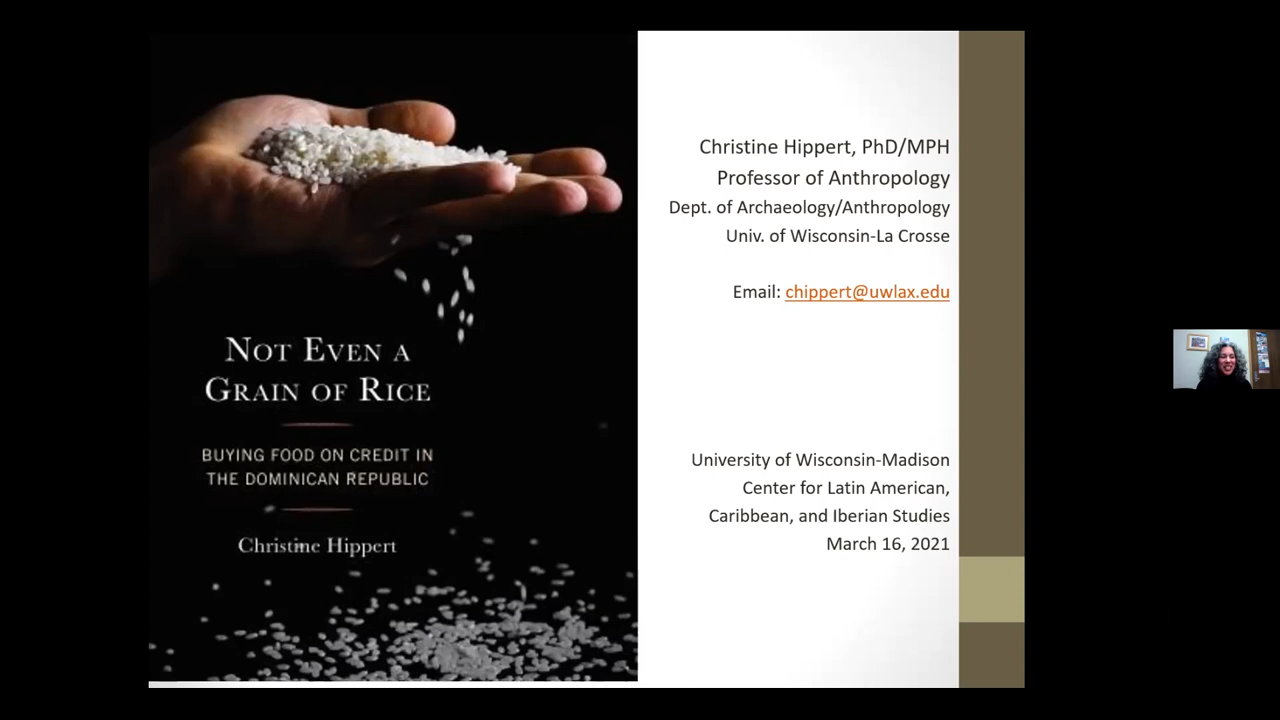 NOT EVEN A
GRAIN OF RICE
BUYING FOOD ON CREDIT IN
THE DOMINICAN REPUBLIC
Christine Hippert
Christine Hippert, PhD/MPH
Professor of Anthropology
Dept. of Archaeology/Anthropology
Univ. of Wisconsin-La Crosse
Email: chippert@uwlax.edu
University of Wisconsin-Madison
Center for Latin American,
Caribbean, and Iberian Studies
March 16, 2021